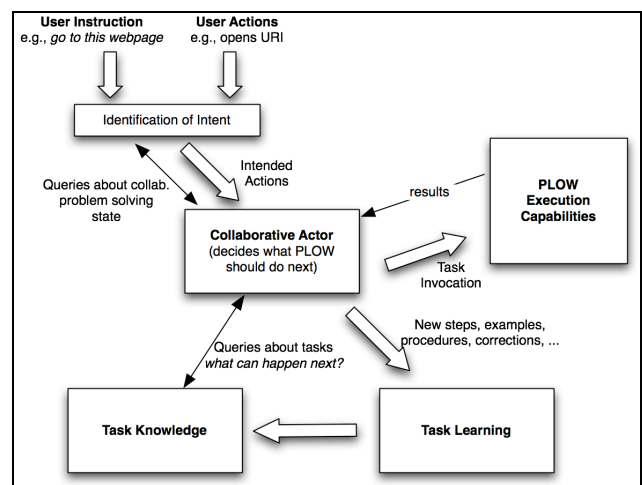 User Instruction
e.g., go to this webpage
User Actions
e.g., opens URI
Identification of Intent
Queries about collab.
problem solving
state
Intended
Actions
results
PLOW
Execution
Capabilities
Collaborative Actor
(decides what PLOW
should do next)
Task
Invocation
New steps, examples,
procedures, corrections, ...
Queries about tasks
what can happen next?
Task Knowledge
Task Learning